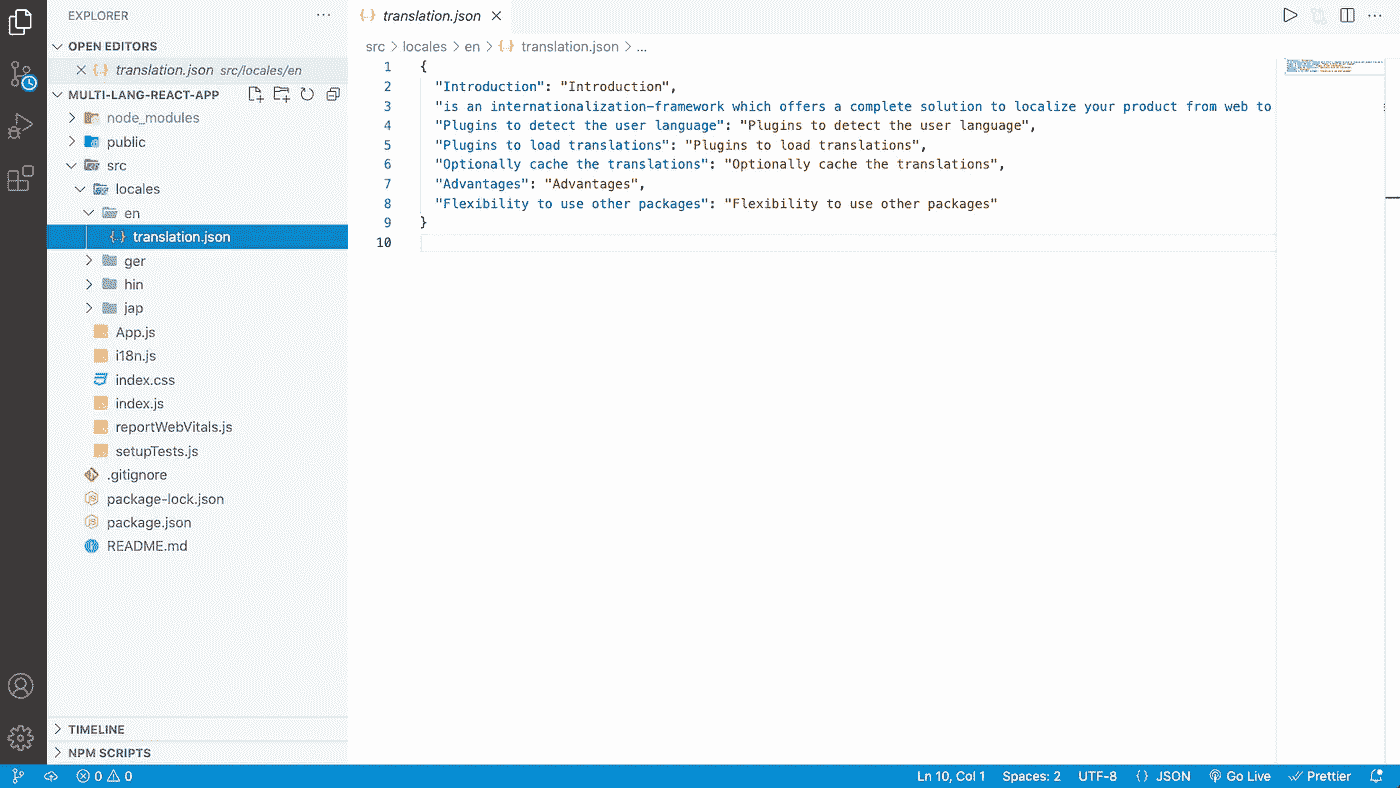 EXPLORER
translation.json
OPEN EDITORS
translation.json src/locales/en
MULTI-LANG-REACT-APP
node_modules
public
src
locales
en
translation.json
ger
hin
jap
App.js
i18n.js
index.css
index.js
reportWebVitals.js
setupTests.js
.gitignore
package-lock.json
package.json
README.md
TIMELINE
NPM SCRIPTS
src > locales > en > {} translation.json > ...
1 {
2 "Introduction": "Introduction",
3 "is an internationalization-framework which offers a complete solution to localize your product from web to
4 "Plugins to detect the user language": "Plugins to detect the user language",
5 "Plugins to load translations": "Plugins to load translations",
6 "Optionally cache the translations": "Optionally cache the translations",
7 "Advantages": "Advantages",
8 "Flexibility to use other packages": "Flexibility to use other packages"
9 }
10
0 0
Ln 10, Col 1 Spaces: 2 UTF-8 {} JSON Go Live Prettier